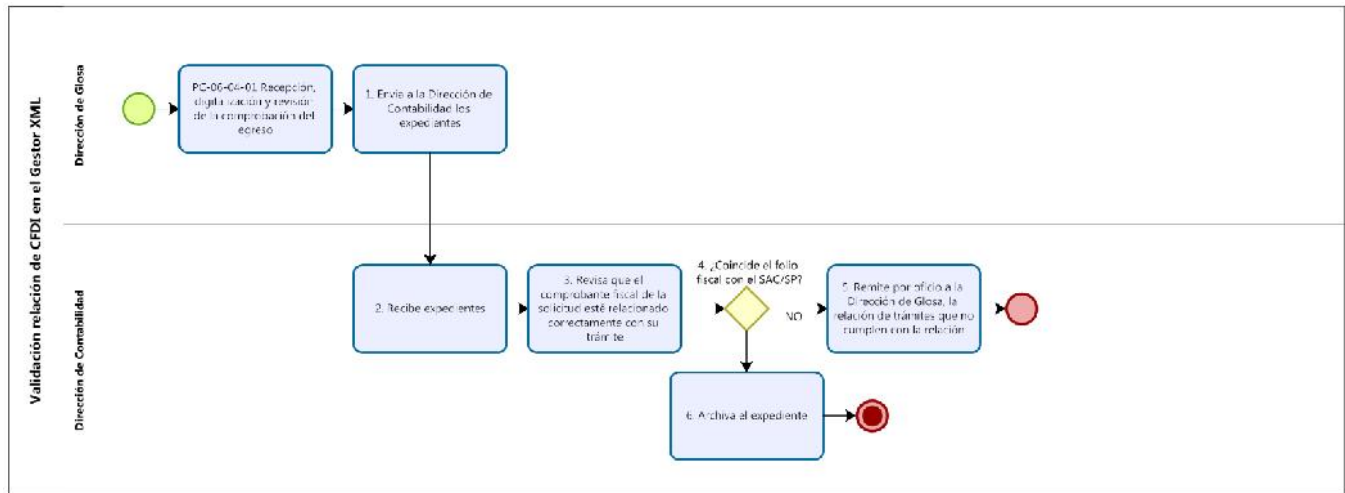 Validación relación de CFDI en el Gestor XML
Dirección de Glosa
PC-06-04-01 Recepción,
digitalización y revisión
de la comprobación del
egreso
1. Envía a la Dirección de
Contabilidad los
expedientes
Dirección de Contabilidad
2. Recibe expedientes
3. Revisa que el
comprobante fiscal de la
solicitud esté relacionado
correctamente con su
trámite
4. ¿Coincide el folio
fiscal con el SAC/SP?
NO
5. Remite por oficio a la
Dirección de Glosa, la
relación de trámites que no
cumplen con la relación
6. Archiva el expediente